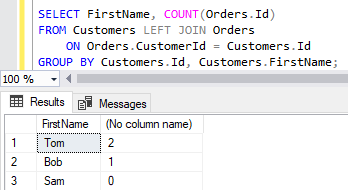 SELECT FirstName, COUNT(Orders.Id)
FROM Customers LEFT JOIN Orders
ON Orders.CustomerId = Customers.Id
GROUP BY Customers.Id, Customers.FirstName;
100 %
Results Messages
FirstName (No column name)
1 Tom 2
2 Bob 1
3 Sam 0